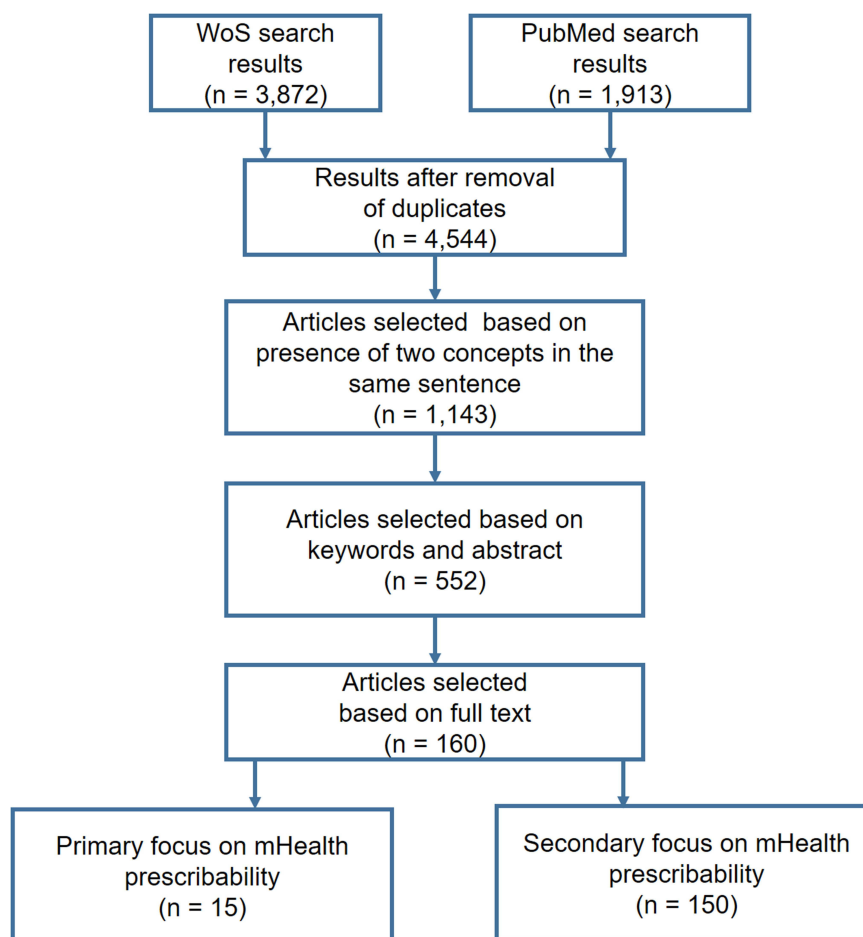 WoS search
results
(n = 3,872)
PubMed search
results
(n = 1,913)
Results after removal
of duplicates
(n = 4,544)
Articles selected  based on
presence of two concepts in the
same sentence
(n = 1,143)
Articles selected based on
keywords and abstract
(n = 552)
Articles selected
based on full text
(n = 160)
Primary focus on mHealth
prescribability
(n = 15)
Secondary focus on mHealth
prescribability
(n = 150)